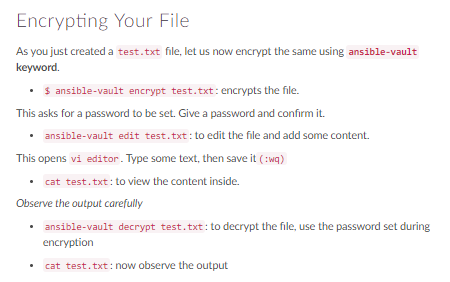 Encrypting Your File
As you just created a test.txt file, let us now encrypt the same using ansible-vault
keyword.
• $ ansible-vault encrypt test.txt: encrypts the file.
This asks for a password to be set. Give a password and confirm it.
• ansible-vault edit test.txt: to edit the file and add some content.
This opens vi editor. Type some text, then save it (:wq)
• cat test.txt: to view the content inside.
Observe the output carefully
• ansible-vault decrypt test.txt: to decrypt the file, use the password set during
encryption
• cat test.txt: now observe the output